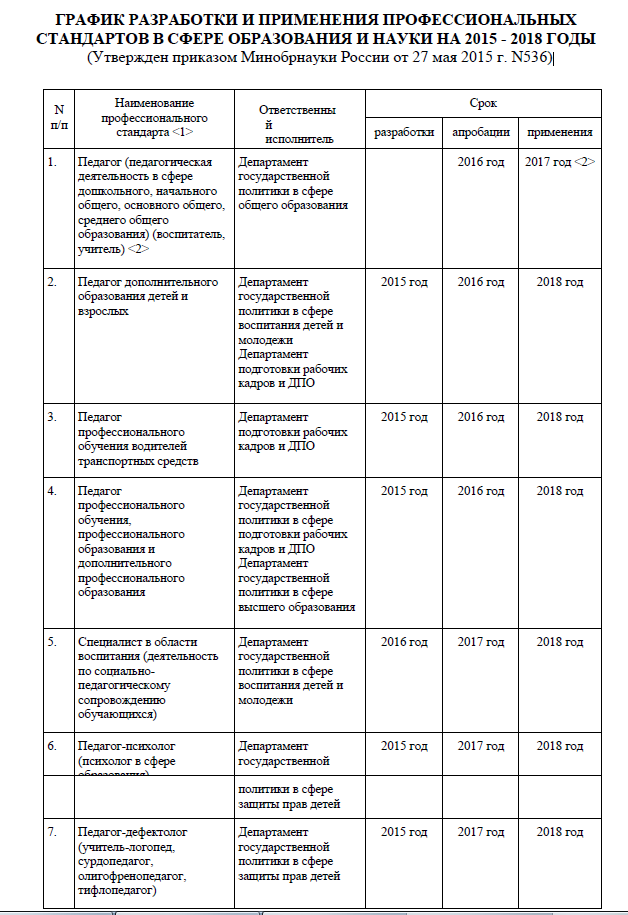 ГРАФИК РАЗРАБОТКИ И ПРИМЕНЕНИЯ ПРОФЕССИОНАЛЬНЫХ
СТАНДАРТОВ В СФЕРЕ ОБРАЗОВАНИЯ И НАУКИ НА 2015 - 2018 ГОДЫ
(Утвержден приказом Минобрнауки России от 27 мая 2015 г. N536)
N
п/п
Наименование
профессионального
стандарта <1>
Ответственны
й
исполнитель
Срок
разработки
апробации
применения
1.
Педагог (педагогическая
деятельность в сфере
дошкольного, начального
общего, основного общего,
среднего общего
образования) (воспитатель,
учитель) <2>
Департамент
государственной
политики в сфере
общего образования
2016 год
2017 год <2>
2.
Педагог дополнительного
образования детей и
взрослых
Департамент
государственной
политики в сфере
воспитания детей и
молодежи
Департамент
подготовки рабочих
кадров и ДПО
2015 год
2016 год
2018 год
3.
Педагог
профессионального
обучения водителей
транспортных средств
Департамент
подготовки рабочих
кадров и ДПО
2015 год
2016 год
2018 год
4.
Педагог
профессионального
обучения,
профессионального
образования и
дополнительного
профессионального
образования
Департамент
государственной
политики в сфере
подготовки рабочих
кадров и ДПО
Департамент
государственной
политики в сфере
высшего образования
2015 год
2016 год
2018 год
5.
Специалист в области
воспитания (деятельность
по социально-
педагогическому
сопровождению
обучающихся)
Департамент
государственной
политики в сфере
воспитания детей и
молодежи
2016 год
2017 год
2018 год
6.
Педагог-психолог
(психолог в сфере
образования)
Департамент
государственной
политики в сфере
защиты прав детей
2015 год
2017 год
2018 год
7.
Педагог-дефектолог
(учитель-логопед,
сурдопедагог,
олигофренопедагог,
тифлопедагог)
Департамент
государственной
политики в сфере
защиты прав детей
2015 год
2017 год
2018 год